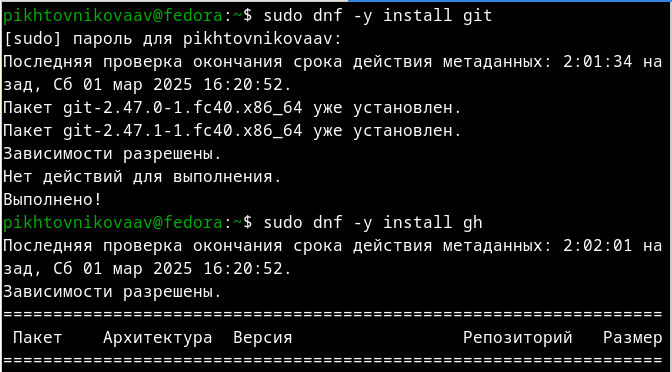 pikhtovnikovaav@fedora:~$ sudo dnf -y install git
[sudo] пароль для pikhtovnikovaav:
Последняя проверка окончания срока действия метаданных: 2:01:34 на
зад, Сб 01 мар 2025 16:20:52.
Пакет git-2.47.0-1.fc40.x86_64 уже установлен.
Пакет git-2.47.1-1.fc40.x86_64 уже установлен.
Зависимости разрешены.
Нет действий для выполнения.
Выполнено!
pikhtovnikovaav@fedora:~$ sudo dnf -y install gh
Последняя проверка окончания срока действия метаданных: 2:02:01 на
зад, Сб 01 мар 2025 16:20:52.
Зависимости разрешены.
==================================================================
Пакет Архитектура Версия Репозиторий Размер
==================================================================